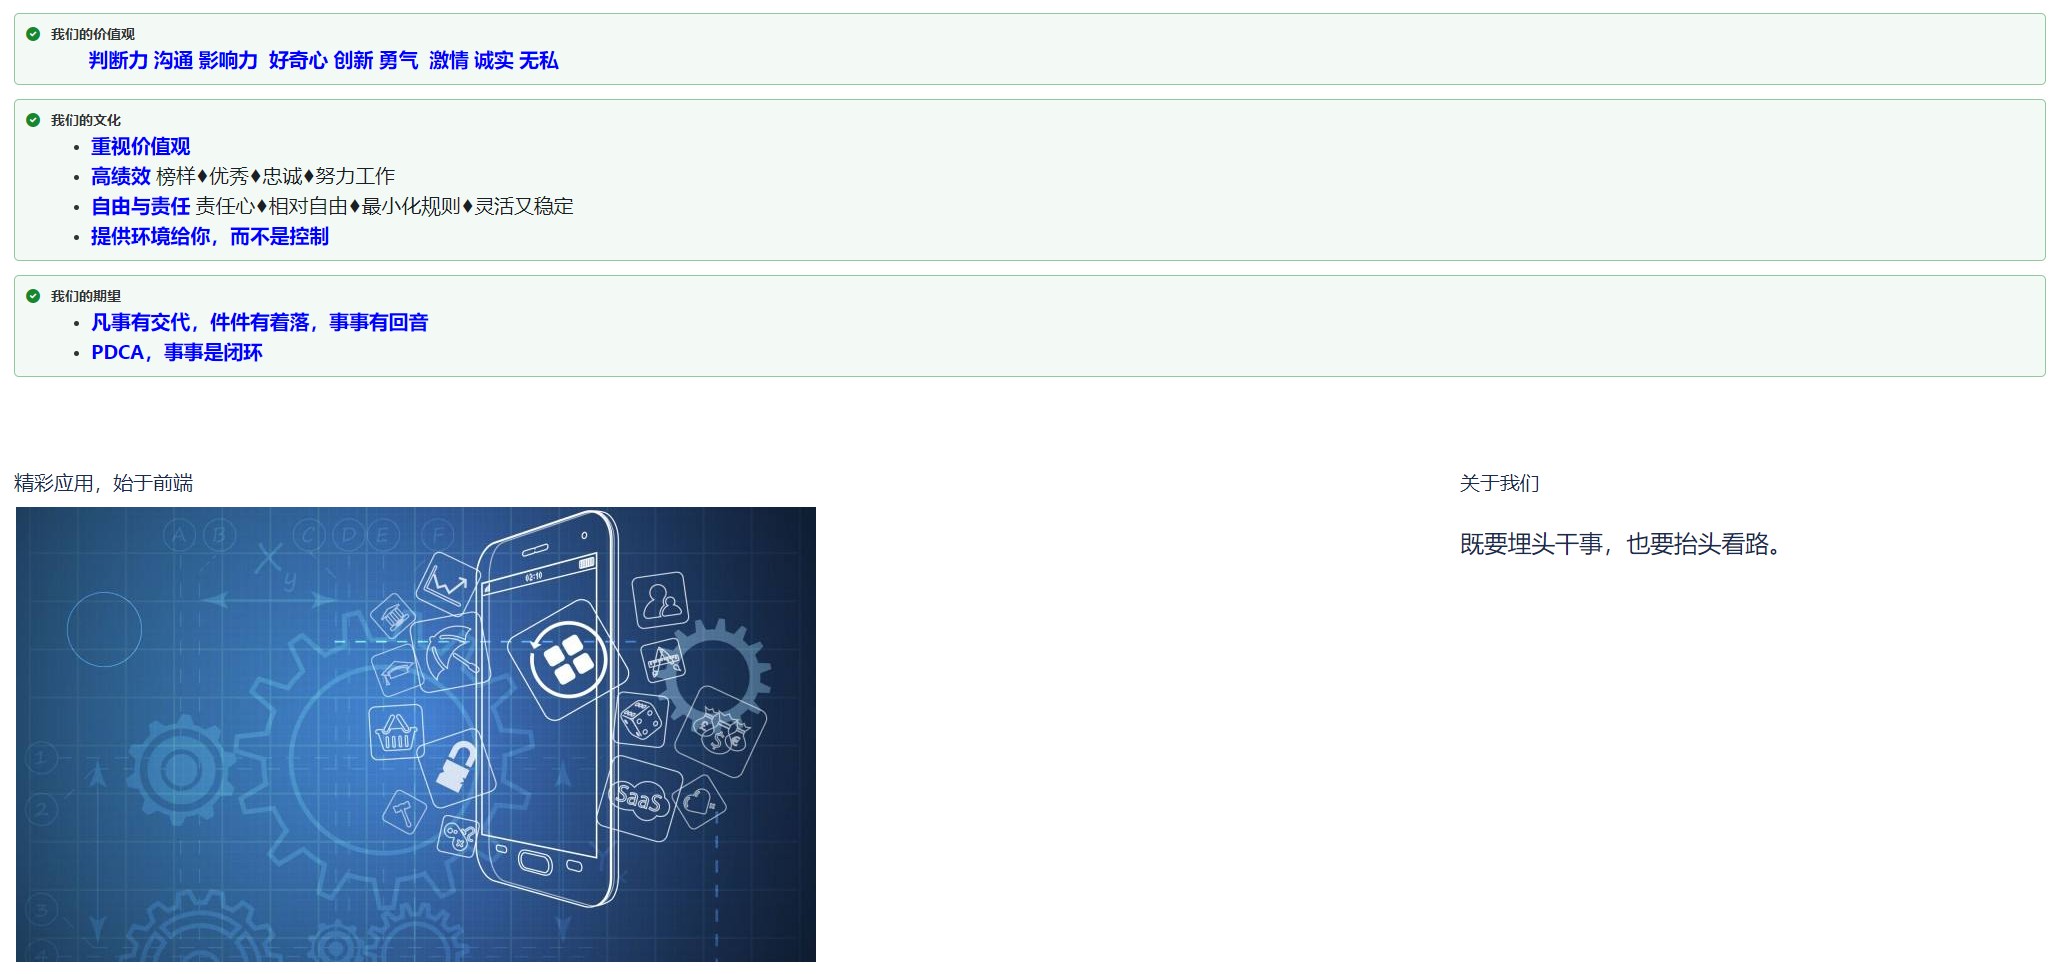 我们的价值观
判断力 沟通 影响力  好奇心 创新 勇气  激情 诚实 无私
我们的文化
• 重视价值观
• 高绩效 榜样♦优秀♦忠诚♦努力工作
• 自由与责任 责任心♦相对自由♦最小化规则♦灵活又稳定
• 提供环境给你，而不是控制
我们的期望
• 凡事有交代，件件有着落，事事有回音
• PDCA，事事是闭环
精彩应用，始于前端
A B C D E F
X y
02:10
1
2
SaaS
3
4
关于我们
既要埋头干事，也要抬头看路。